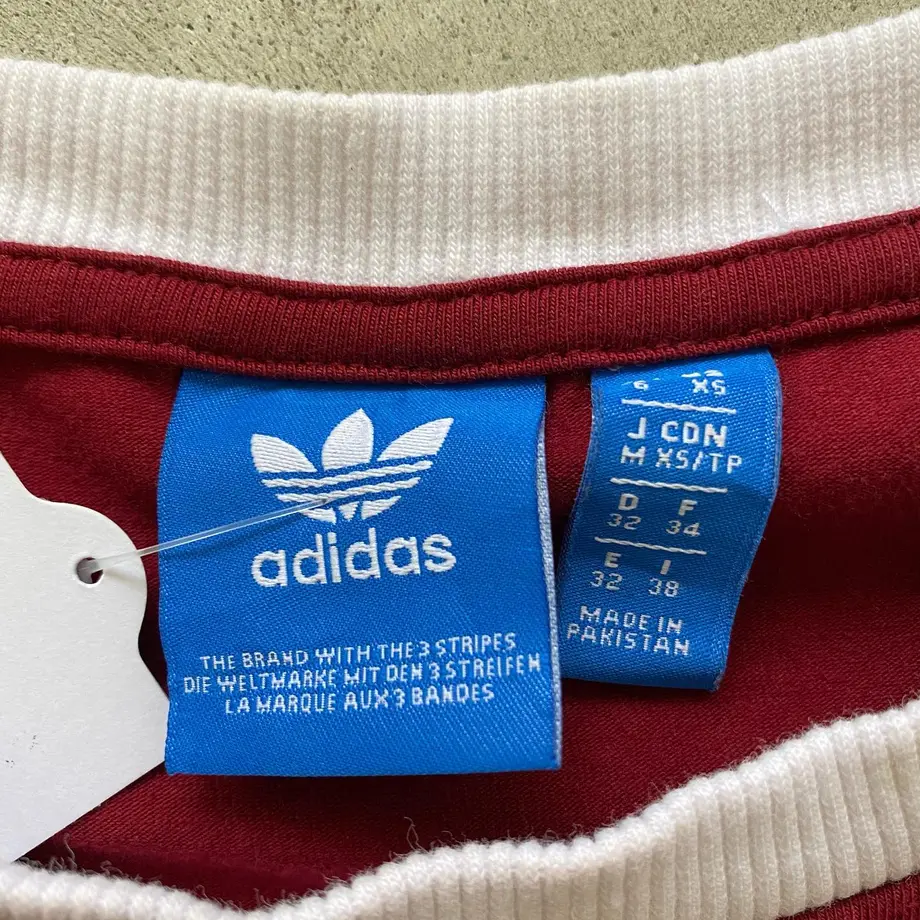 adidas
THE BRAND WITH THE 3 STRIPES
DIE WELTMARKE MIT DEN 3 STREIFEN
LA MARQUE AUX 3 BANDES
6 XS
J CDN
M XS/TP
D F
32 34
E I
32 38
MADE IN
PAKISTAN